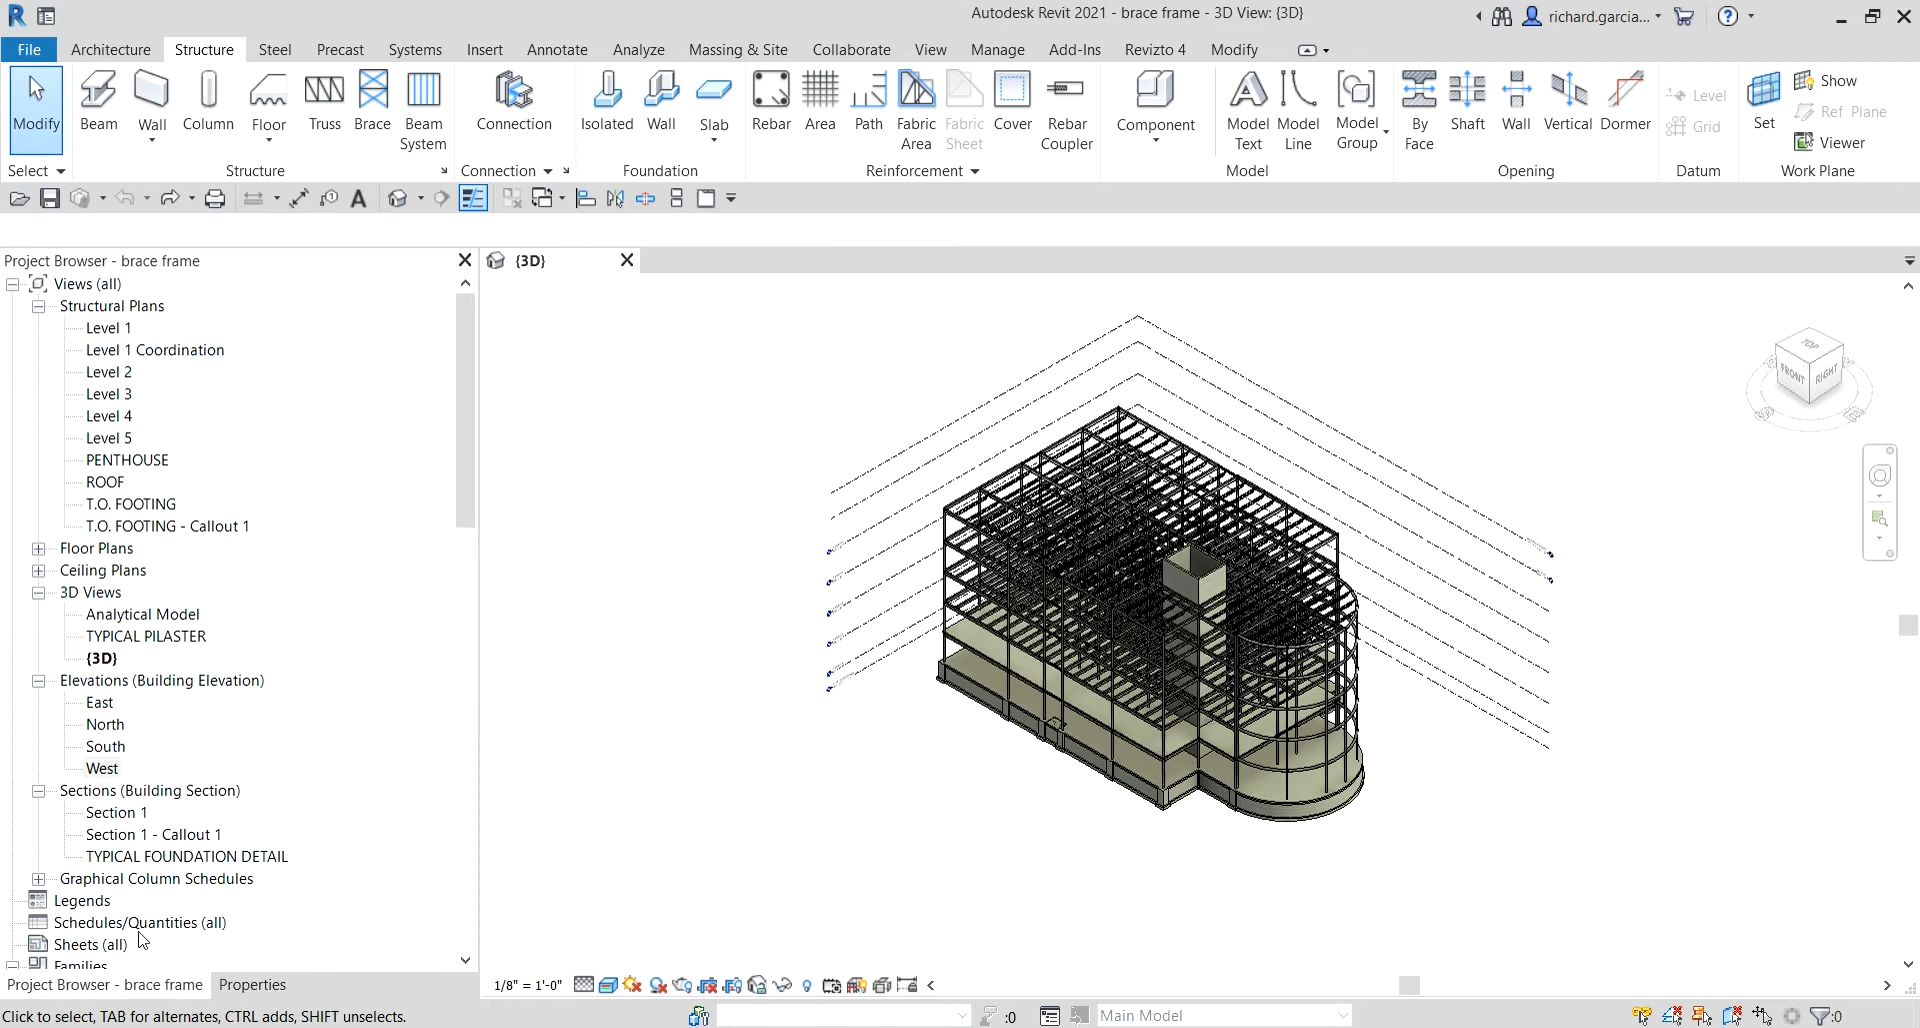 Autodesk Revit 2021 - brace frame - 3D View: {3D}
richard.garcia...
File Architecture Structure Steel Precast Systems Insert Annotate Analyze Massing & Site Collaborate View Manage Add-Ins Revizto 4 Modify
Modify Beam Wall Column Floor Truss Brace Beam System Connection Isolated Wall Slab Rebar Area Path Fabric Area Fabric Sheet Cover Rebar Coupler Component Model Text Model Line Model Group By Face Shaft Wall Vertical Dormer Level Grid Set Show Ref Plane Viewer
Select Structure Connection Foundation Reinforcement Model Opening Datum Work Plane
Project Browser - brace frame
{3D}
Views (all)
Structural Plans
Level 1
Level 1 Coordination
Level 2
Level 3
Level 4
Level 5
PENTHOUSE
ROOF
T.O. FOOTING
T.O. FOOTING - Callout 1
Floor Plans
Ceiling Plans
3D Views
Analytical Model
TYPICAL PILASTER
{3D}
Elevations (Building Elevation)
East
North
South
West
Sections (Building Section)
Section 1
Section 1 - Callout 1
TYPICAL FOUNDATION DETAIL
Graphical Column Schedules
Legends
Schedules/Quantities (all)
Sheets (all)
Families
TOP
FRONT RIGHT
Project Browser - brace frame Properties
1/8" = 1'-0"
Click to select, TAB for alternates, CTRL adds, SHIFT unselects.
:0
Main Model
:0